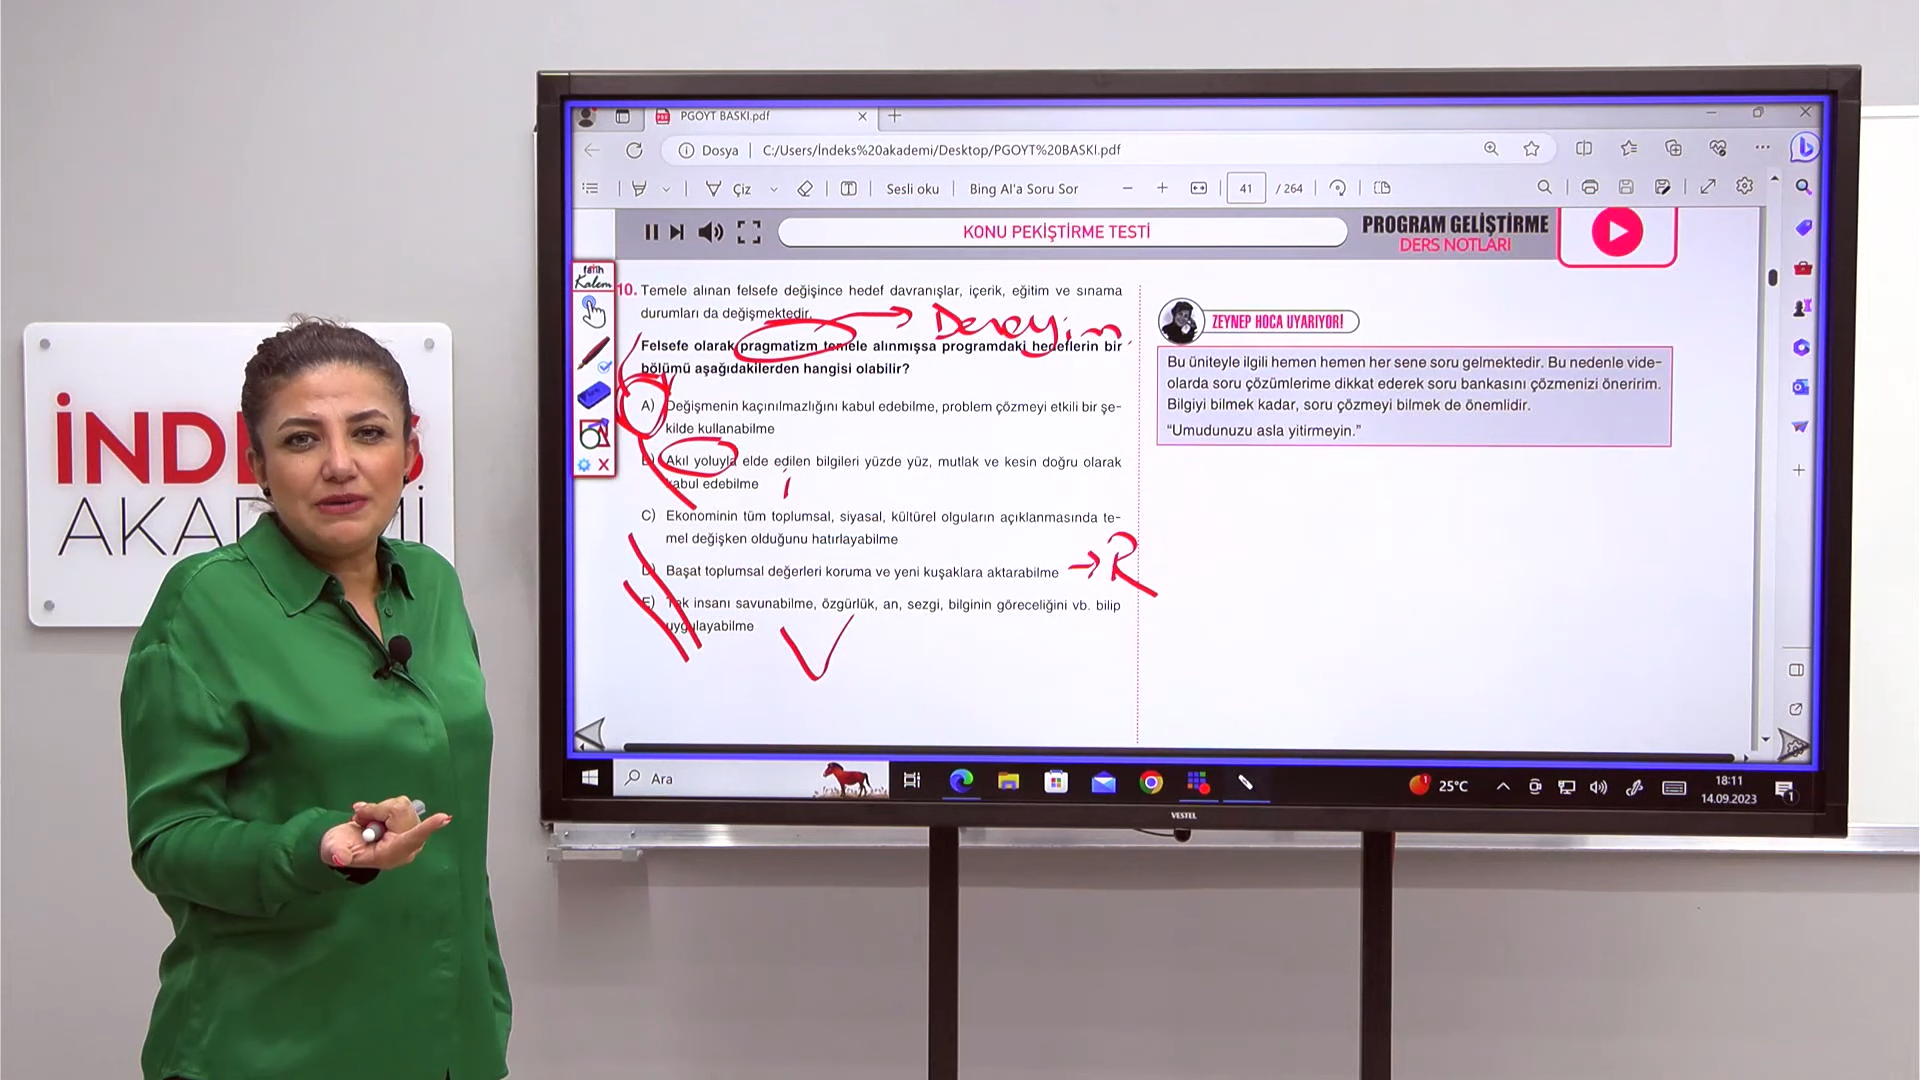 İNDEKS
AKADEMİ
PGOYT BASKI.pdf
Dosya
C:/Users/İndeks%20akademi/Desktop/PGOYT%20BASKI.pdf
Çiz
Sesli oku
Bing AI'a Soru Sor
41
/ 264
KONU PEKİŞTİRME TESTİ
PROGRAM GELİŞTİRME
DERS NOTLARI
fatih
Kalem
10. Temele alınan felsefe değişince hedef davranışlar, içerik, eğitim ve sınama
durumları da değişmektedir.
Deneyim
Felsefe olarak pragmatizm temele alınmışsa programdaki hedeflerin bir
bölümü aşağıdakilerden hangisi olabilir?
A) Değişmenin kaçınılmazlığını kabul edebilme, problem çözmeyi etkili bir şe-
kilde kullanabilme
B) Akıl yoluyla elde edilen bilgileri yüzde yüz, mutlak ve kesin doğru olarak
kabul edebilme
İ
C) Ekonominin tüm toplumsal, siyasal, kültürel olguların açıklanmasında te-
mel değişken olduğunu hatırlayabilme
D) Başat toplumsal değerleri koruma ve yeni kuşaklara aktarabilme
R
E) Tek insanı savunabilme, özgürlük, an, sezgi, bilginin göreceliğini vb. bilip
uygulayabilme
ZEYNEP HOCA UYARIYOR!
Bu üniteyle ilgili hemen hemen her sene soru gelmektedir. Bu nedenle vide-
olarda soru çözümlerime dikkat ederek soru bankasını çözmenizi öneririm.
Bilgiyi bilmek kadar, soru çözmeyi bilmek de önemlidir.
“Umudunuzu asla yitirmeyin.”
Ara
1
25°C
18:11
14.09.2023
1
VESTEL